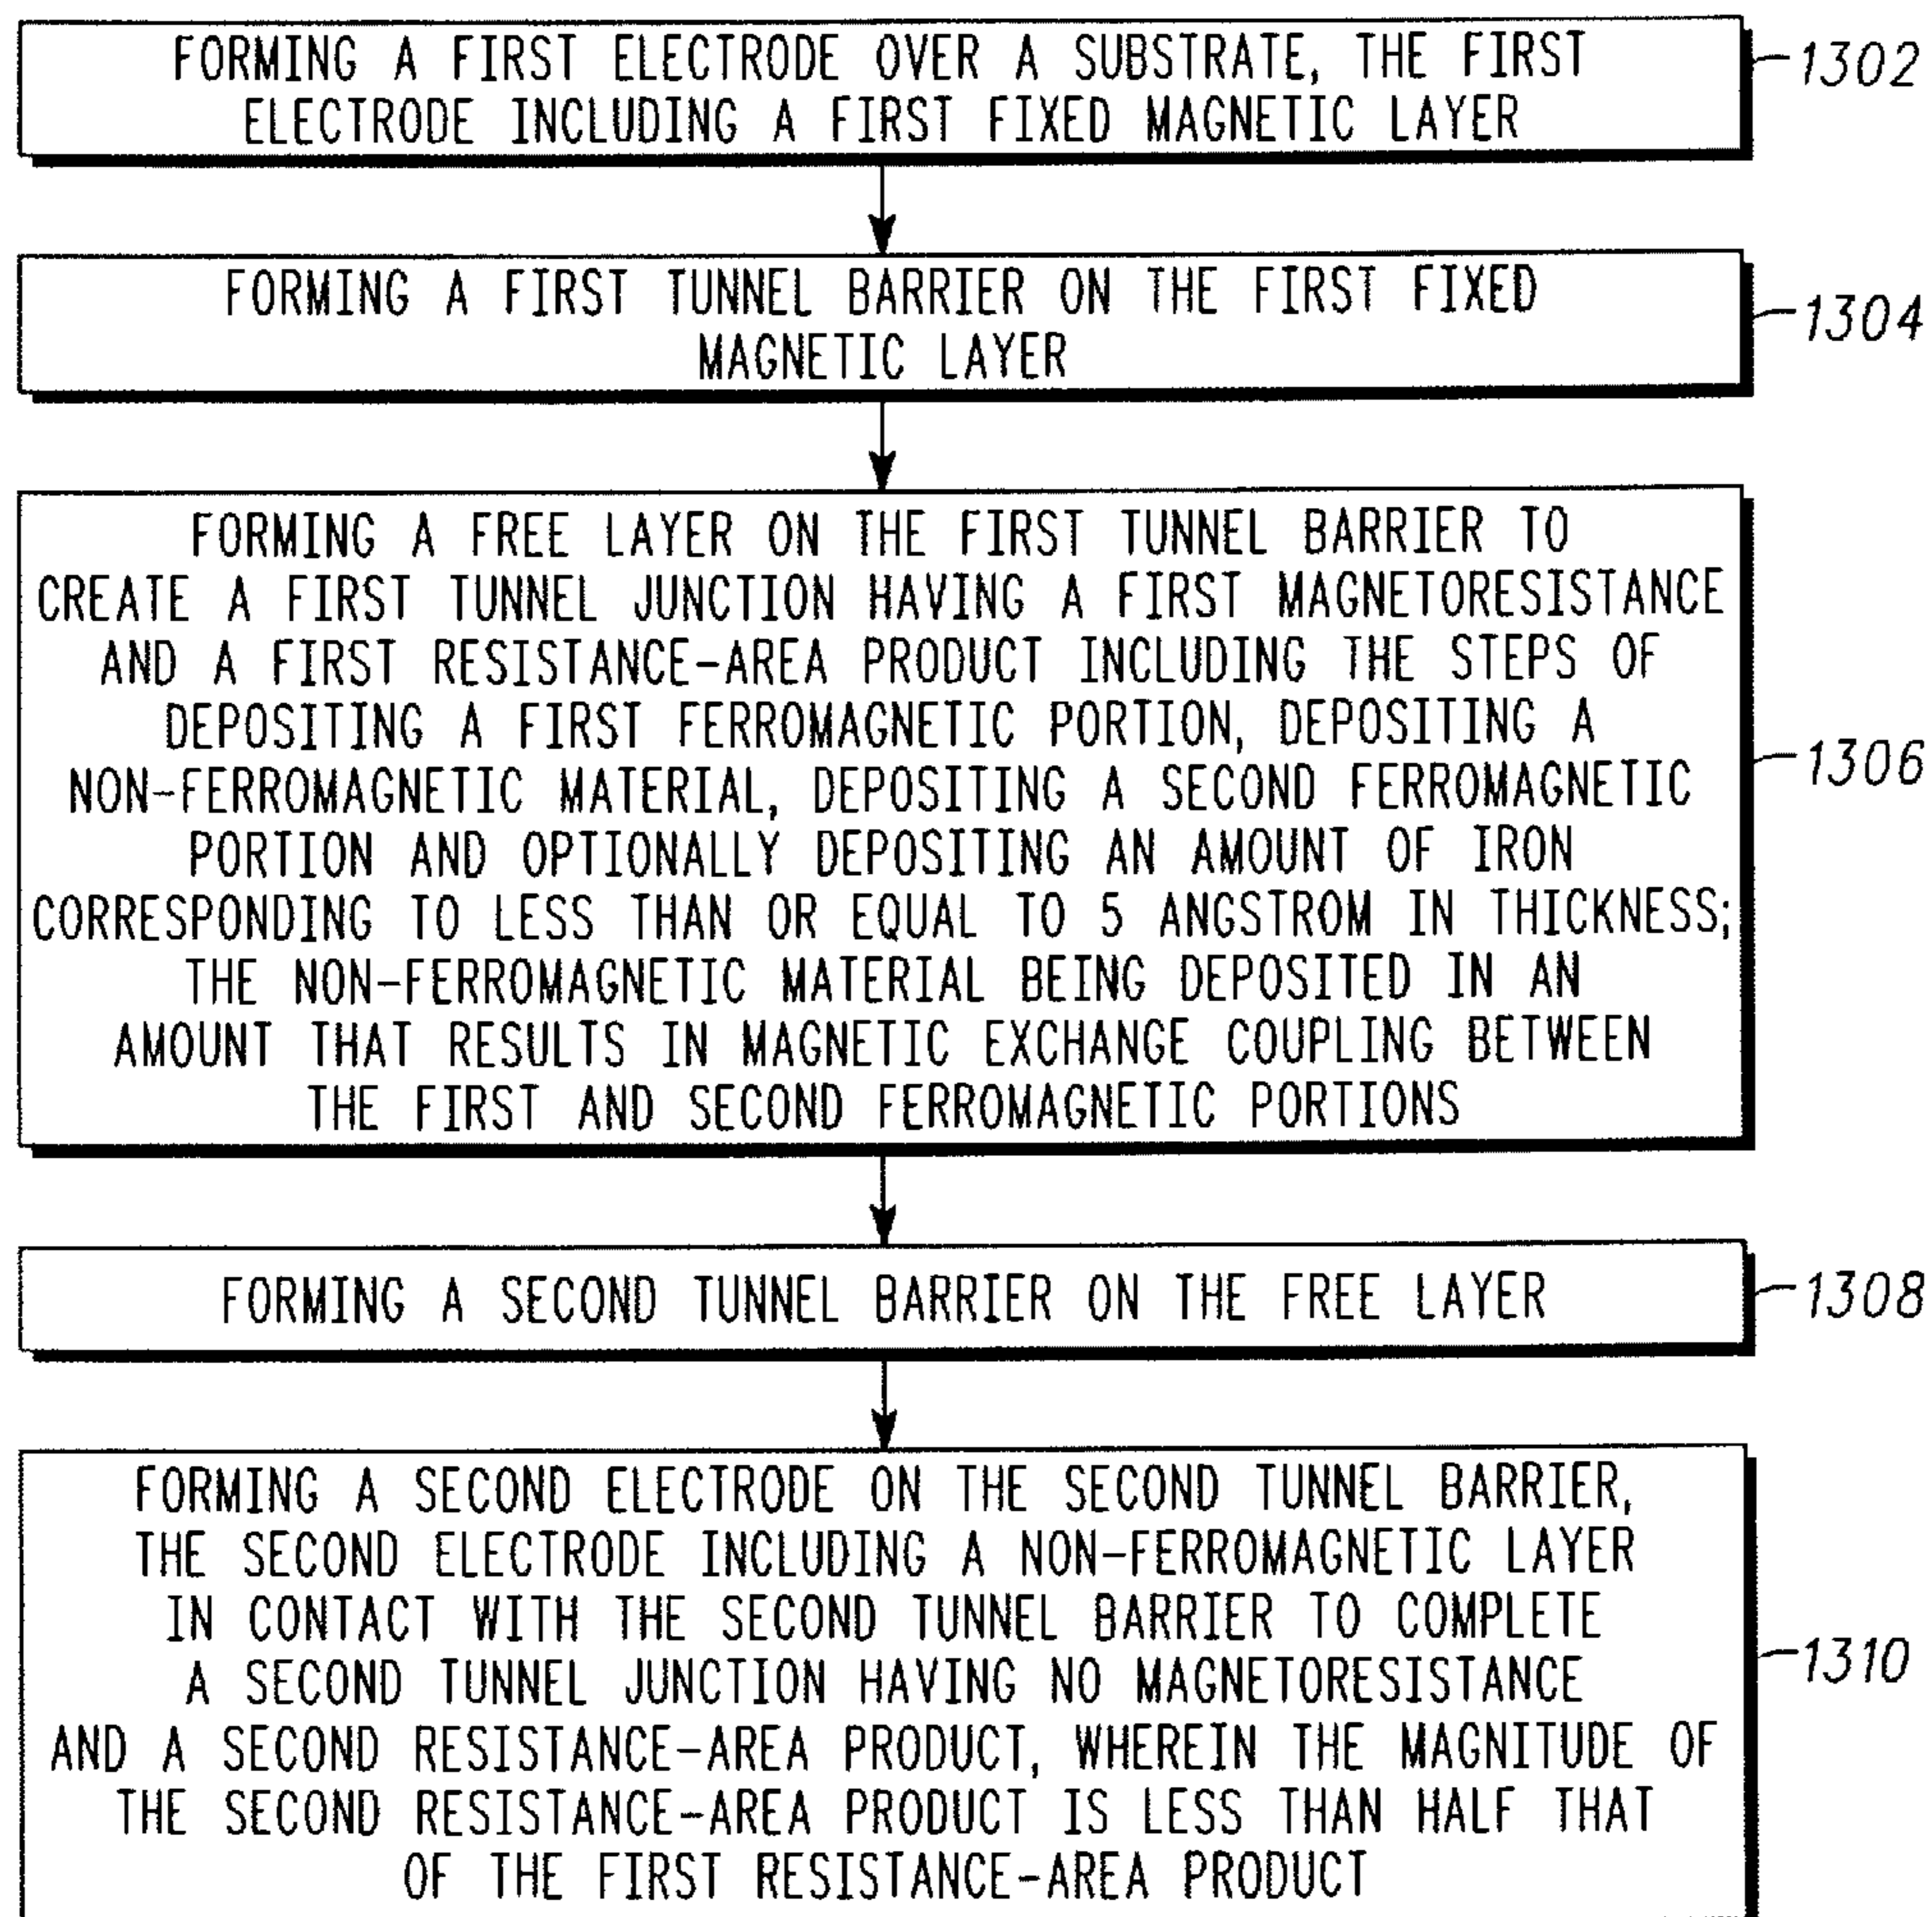 FORMING A FIRST ELECTRODE OVER A SUBSTRATE, THE FIRST
ELECTRODE INCLUDING A FIRST FIXED MAGNETIC LAYER
1302
FORMING A FIRST TUNNEL BARRIER ON THE FIRST FIXED
MAGNETIC LAYER
1304
FORMING A FREE LAYER ON THE FIRST TUNNEL BARRIER TO
CREATE A FIRST TUNNEL JUNCTION HAVING A FIRST MAGNETORESISTANCE
AND A FIRST RESISTANCE-AREA PRODUCT INCLUDING THE STEPS OF
DEPOSITING A FIRST FERROMAGNETIC PORTION, DEPOSITING A
NON-FERROMAGNETIC MATERIAL, DEPOSITING A SECOND FERROMAGNETIC
PORTION AND OPTIONALLY DEPOSITING AN AMOUNT OF IRON
CORRESPONDING TO LESS THAN OR EQUAL TO 5 ANGSTROM IN THICKNESS;
THE NON-FERROMAGNETIC MATERIAL BEING DEPOSITED IN AN
AMOUNT THAT RESULTS IN MAGNETIC EXCHANGE COUPLING BETWEEN
THE FIRST AND SECOND FERROMAGNETIC PORTIONS
1306
FORMING A SECOND TUNNEL BARRIER ON THE FREE LAYER
1308
FORMING A SECOND ELECTRODE ON THE SECOND TUNNEL BARRIER,
THE SECOND ELECTRODE INCLUDING A NON-FERROMAGNETIC LAYER
IN CONTACT WITH THE SECOND TUNNEL BARRIER TO COMPLETE
A SECOND TUNNEL JUNCTION HAVING NO MAGNETORESISTANCE
AND A SECOND RESISTANCE-AREA PRODUCT, WHEREIN THE MAGNITUDE OF
THE SECOND RESISTANCE-AREA PRODUCT IS LESS THAN HALF THAT
OF THE FIRST RESISTANCE-AREA PRODUCT
1310